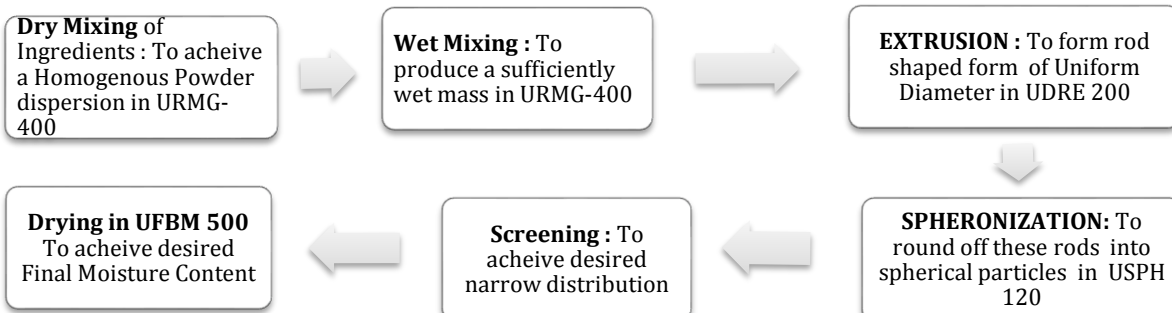 Dry Mixing of
Ingredients : To acheive
a Homogenous Powder
dispersion in URMG-
400
Wet Mixing : To
produce a sufficiently
wet mass in URMG-400
EXTRUSION : To form rod
shaped form of Uniform
Diameter in UDRE 200
SPHERONIZATION: To
round off these rods into
spherical particles in USPH
120
Screening : To
acheive desired
narrow distribution
Drying in UFBM 500
To acheive desired
Final Moisture Content